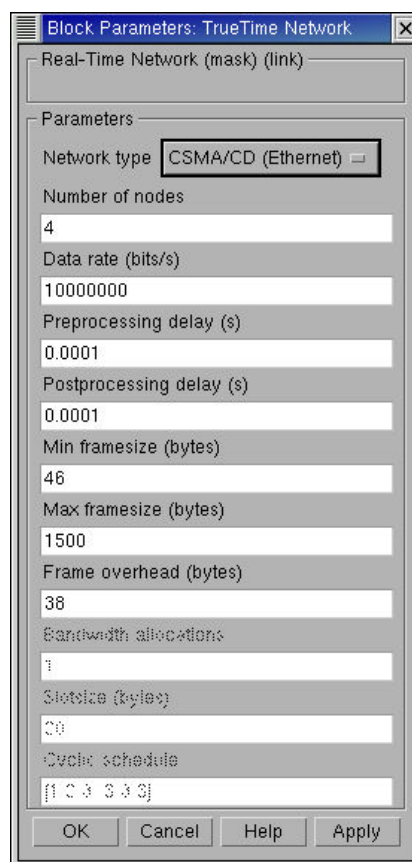 Block Parameters: TrueTime Network
Real-Time Network (mask) (link)
Parameters
Network type CSMA/CD (Ethernet)
Number of nodes
4
Data rate (bits/s)
10000000
Preprocessing delay (s)
0.0001
Postprocessing delay (s)
0.0001
Min framesize (bytes)
46
Max framesize (bytes)
1500
Frame overhead (bytes)
38
Bandwidth allocations
1
Slotsize (bytes)
Cyclic schedule
OK Cancel Help Apply